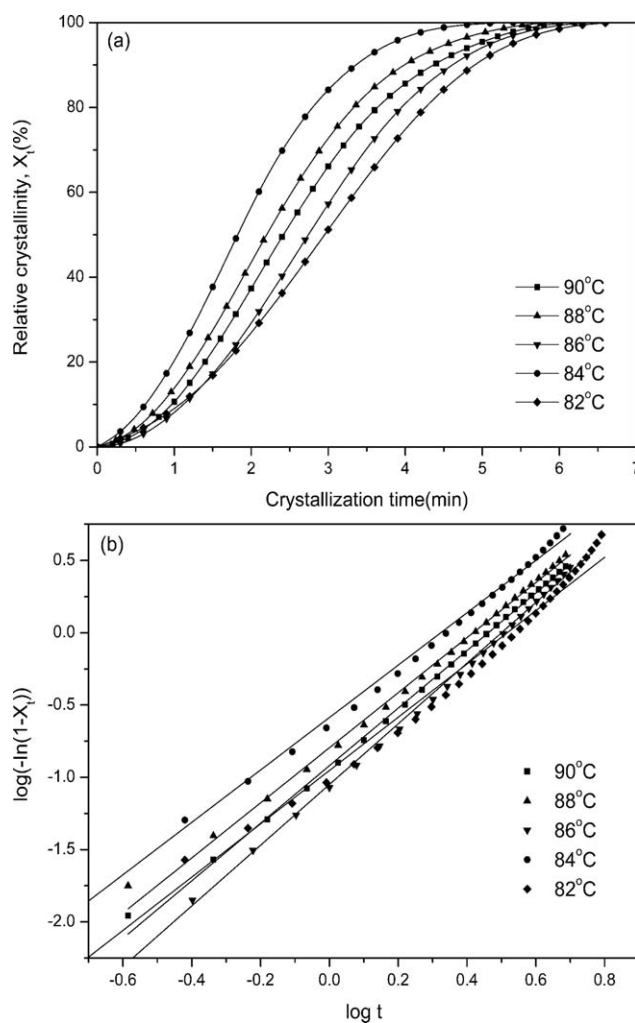 (a)
100
80
60
40
20
0
Relative crystallinity, Xt(%)
90°C
88°C
86°C
84°C
82°C
0 1 2 3 4 5 6 7
Crystallization time(min)
(b)
0.5
0.0
-0.5
-1.0
-1.5
-2.0
log(-ln(1-Xt))
90°C
88°C
86°C
84°C
82°C
-0.6 -0.4 -0.2 0.0 0.2 0.4 0.6 0.8
log t